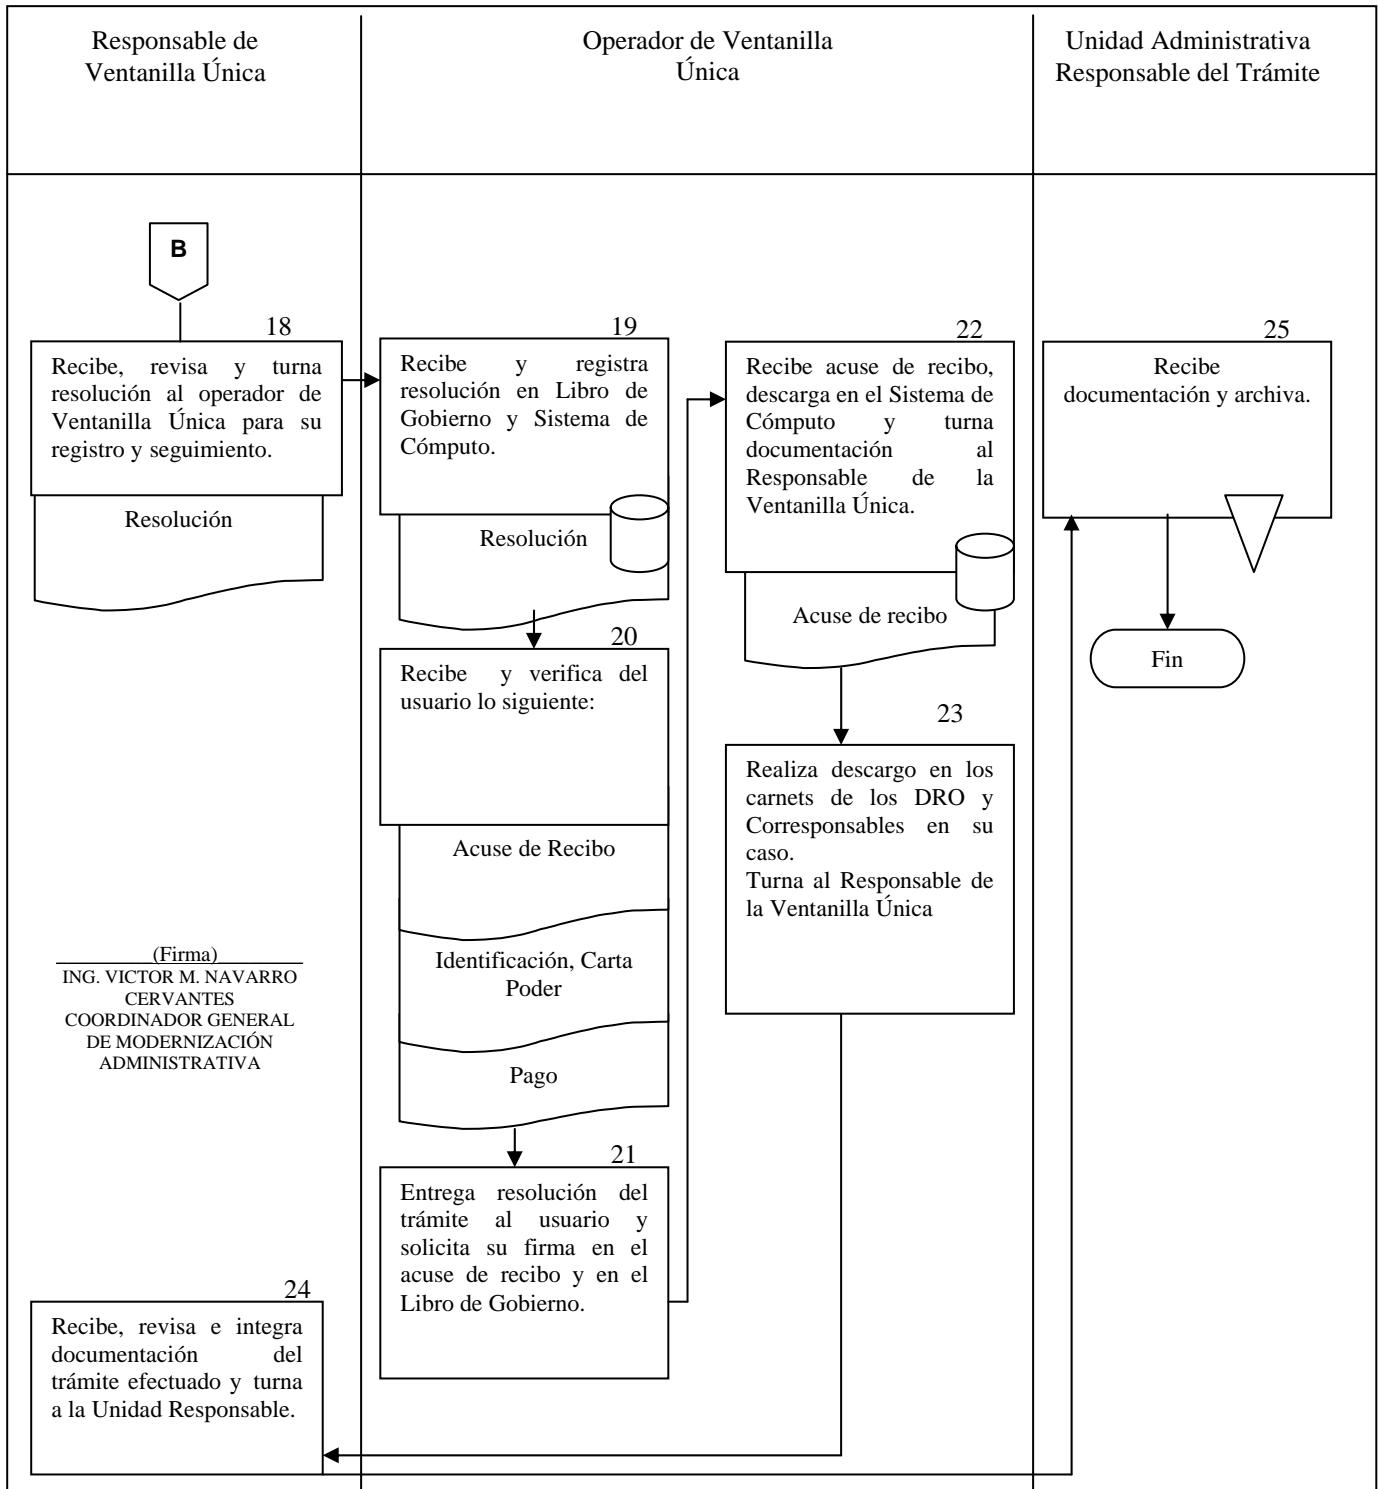 Responsable de
Ventanilla Única
Operador de Ventanilla
Única
Unidad Administrativa
Responsable del Trámite
B
18
Recibe, revisa y turna
resolución al operador de
Ventanilla Única para su
registro y seguimiento.
Resolución
19
Recibe y registra
resolución en Libro de
Gobierno y Sistema de
Cómputo.
Resolución
20
Recibe y verifica del
usuario lo siguiente:
Acuse de Recibo
Identificación, Carta
Poder
Pago
21
Entrega resolución del
trámite al usuario y
solicita su firma en el
acuse de recibo y en el
Libro de Gobierno.
22
Recibe acuse de recibo,
descarga en el Sistema de
Cómputo y turna
documentación al
Responsable de la
Ventanilla Única.
Acuse de recibo
23
Realiza descargo en los
carnets de los DRO y
Corresponsables en su
caso.
Turna al Responsable de
la Ventanilla Única
24
Recibe, revisa e integra
documentación del
trámite efectuado y turna
a la Unidad Responsable.
25
Recibe
documentación y archiva.
Fin
(Firma)
ING. VICTOR M. NAVARRO
CERVANTES
COORDINADOR GENERAL
DE MODERNIZACIÓN
ADMINISTRATIVA